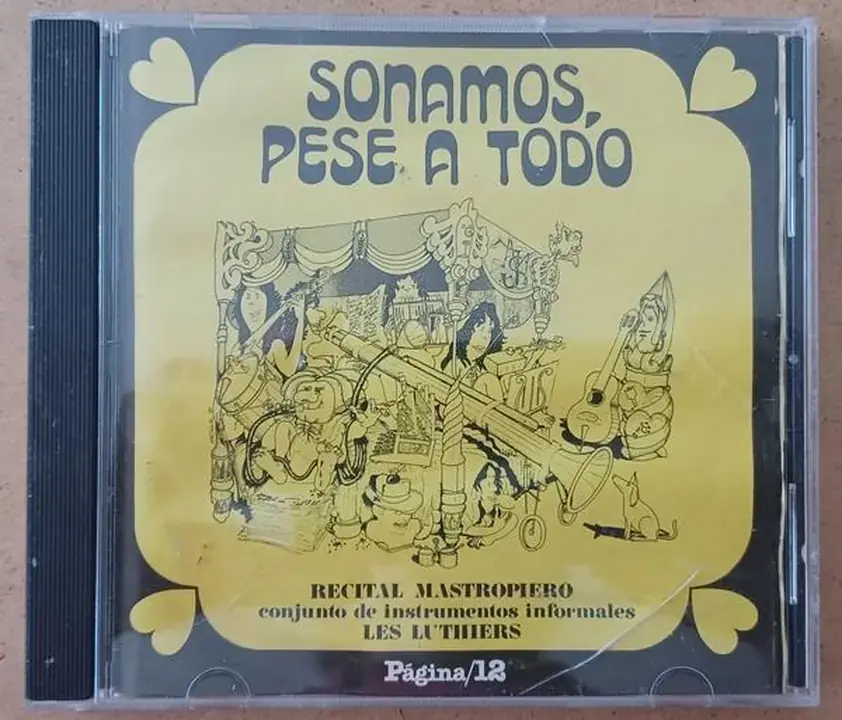 SONAMOS,
PESE A TODO
RECITAL MASTROPIERO
conjunto de instrumentos informales
LES LUTHIERS
Página/12